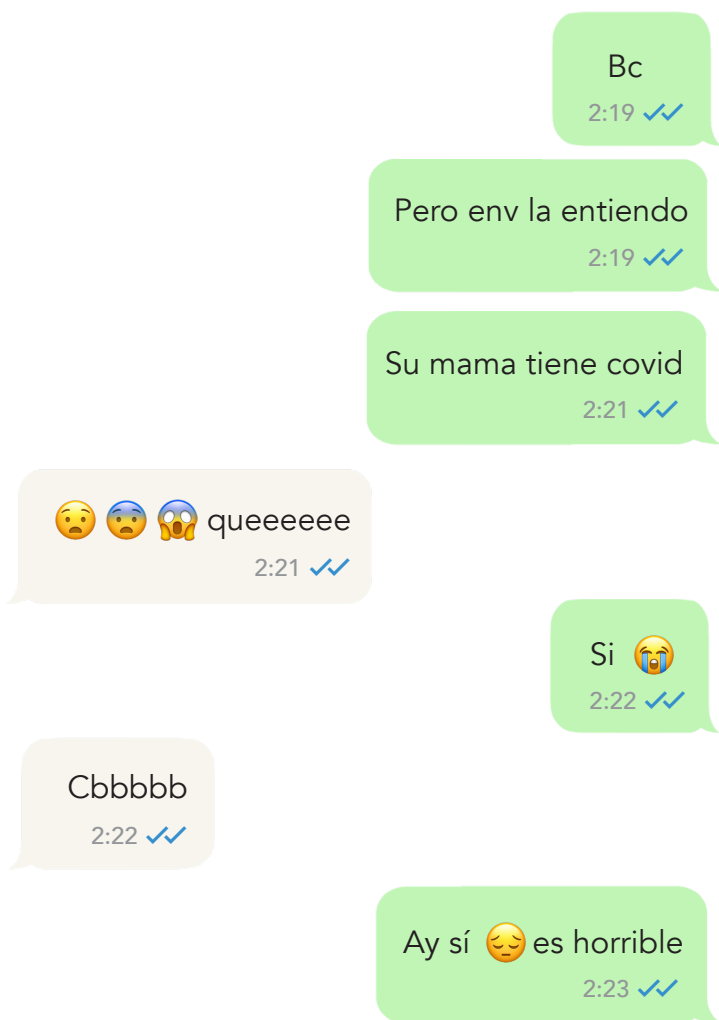 Bc
2:19
Pero env la entiendo
2:19
Su mama tiene covid
2:21
😧 😨 😱 queeeeee
2:21
Si 😭
2:22
Cbbbbb
2:22
Ay sí 😔 es horrible
2:23